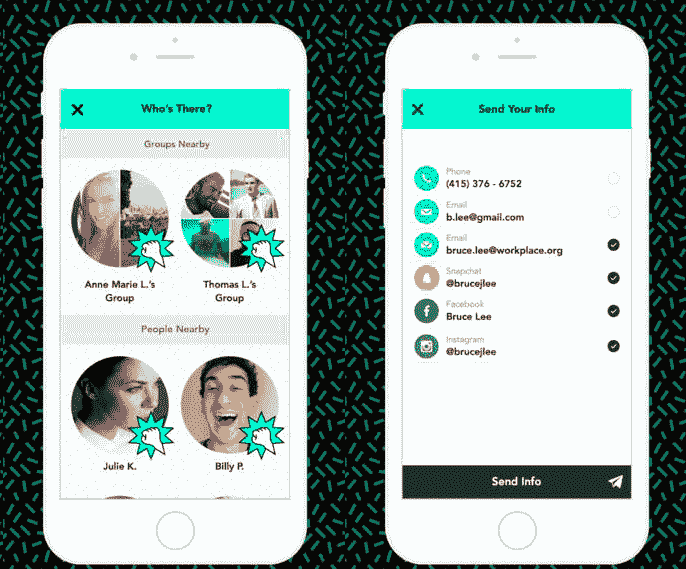 Who's There?
Groups Nearby
Anne Marie L.'s
Group
Thomas L.'s
Group
People Nearby
Julie K.
Billy P.
Send Your Info
Phone
(415) 376 - 6752
Email
b.lee@gmail.com
Email
bruce.lee@workplace.org
Snapchat
@brucejlee
Facebook
Bruce Lee
Instagram
@brucejlee
Send Info